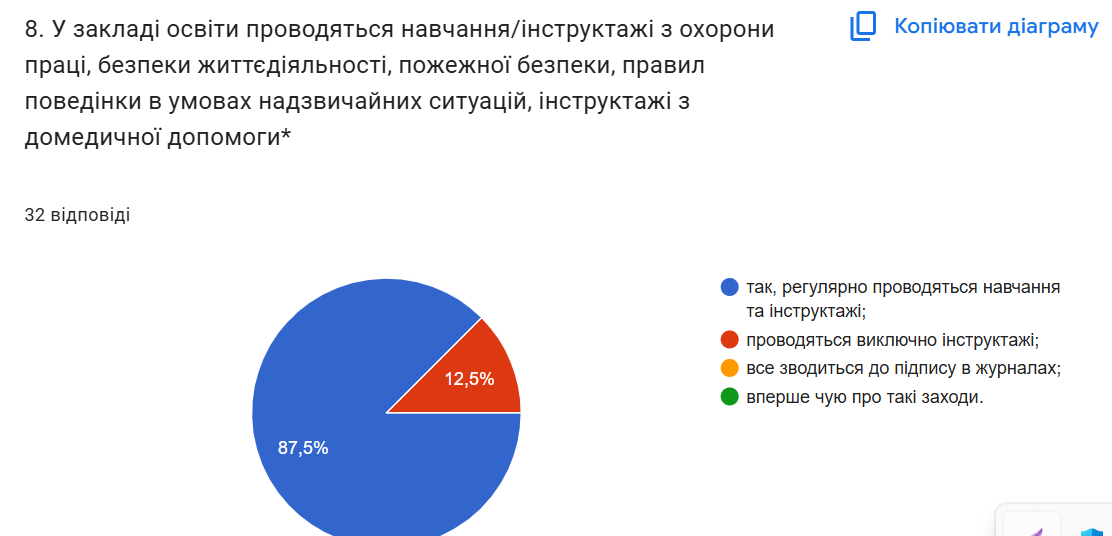 8. У закладі освіти проводяться навчання/інструктажі з охорони
праці, безпеки життєдіяльності, пожежної безпеки, правил
поведінки в умовах надзвичайних ситуацій, інструктажі з
домедичної допомоги*
Копіювати діаграму
32 відповіді
так, регулярно проводяться навчання
та інструктажі;
проводяться виключно інструктажі;
все зводиться до підпису в журналах;
вперше чую про такі заходи.
12,5%
87,5%